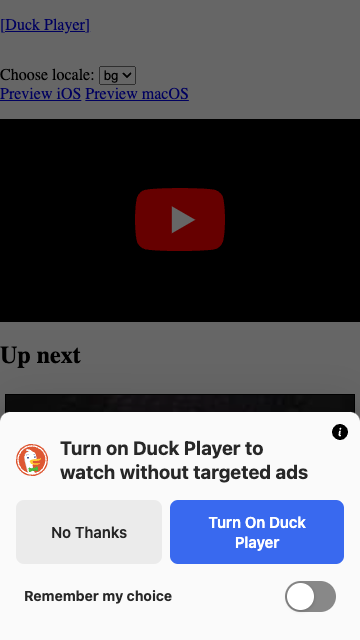 [Duck Player]
Choose locale: bg
Preview iOS Preview macOS
Up next
Turn on Duck Player to
watch without targeted ads
No Thanks
Turn On Duck
Player
Remember my choice